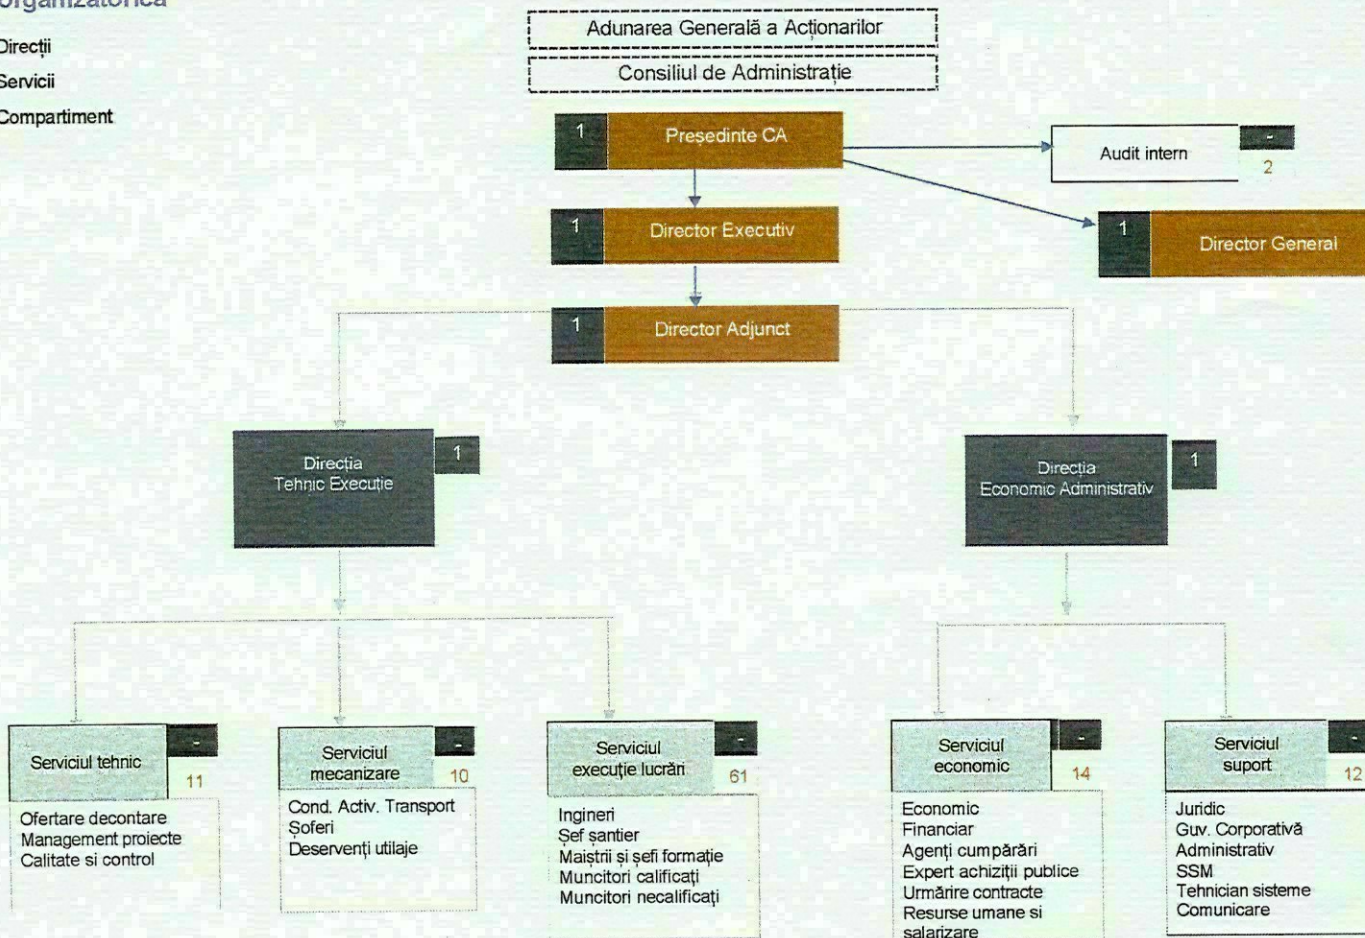 organizatorică
Direcții
Servicii
Compartiment
Adunarea Generală a Acționarilor
Consiliul de Administrație
1
Președinte CA
Audit intern
-
2
1
Director Executiv
1
Director General
1
Director Adjunct
Direcția
Tehnic Execuție
1
Direcția
Economic Administrativ
1
Serviciul tehnic
-
11
Ofertare decontare
Management proiecte
Calitate si control
Serviciul
mecanizare
-
10
Cond. Activ. Transport
Șoferi
Deservenți utilaje
Serviciul
execuție lucrări
-
61
Ingineri
Șef șantier
Maiștrii și șefi formație
Muncitori calificați
Muncitori necalificați
Serviciul
economic
-
14
Economic
Financiar
Agenți cumpărări
Expert achiziții publice
Urmărire contracte
Resurse umane si
salarizare
Serviciul
suport
-
12
Juridic
Guv. Corporativă
Administrativ
SSM
Tehnician sisteme
Comunicare